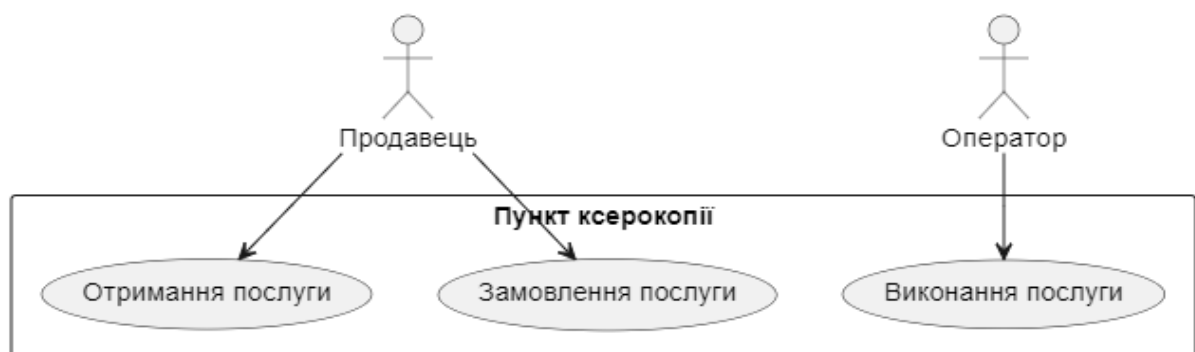 Продавець
Оператор
Пункт ксерокопії
Отримання послуги
Замовлення послуги
Виконання послуги